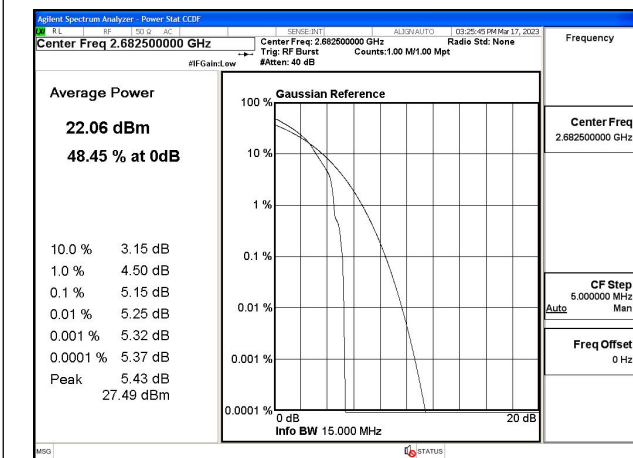 Agilent Spectrum Analyzer - Power Stat CCDF
LXI RL RF 50 Ω AC SENSE:INT ALIGNAUTO 03:25:45 PM Mar 17, 2023
Center Freq 2.682500000 GHz
Center Freq: 2.682500000 GHz Radio Std: None
Trig: RF Burst Counts:1.00 M/1.00 Mpt
#IFGain:Low #Atten: 40 dB
Frequency
Average Power
22.06 dBm
48.45 % at 0dB
10.0 % 3.15 dB
1.0 % 4.50 dB
0.1 % 5.15 dB
0.01 % 5.25 dB
0.001 % 5.32 dB
0.0001 % 5.37 dB
Peak 5.43 dB
27.49 dBm
Gaussian Reference
100 %
10 %
1 %
0.1 %
0.01 %
0.001 %
0.0001 %
0 dB 20 dB
Info BW 15.000 MHz
Center Freq
2.682500000 GHz
CF Step
5.000000 MHz
Auto Man
Freq Offset
0 Hz
MSG STATUS